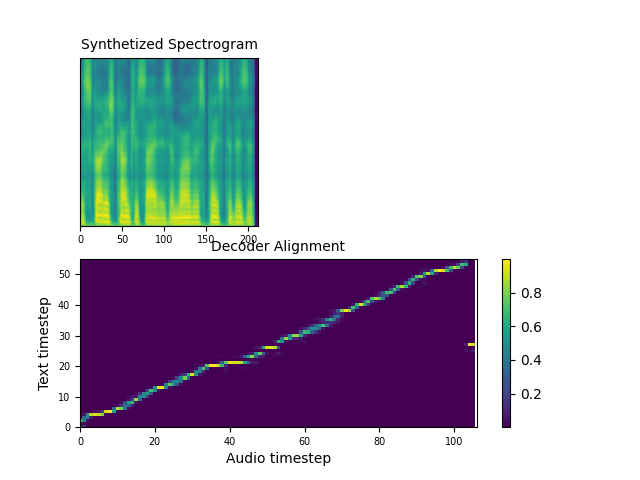 Synthetized Spectrogram
0 50 100 150 200
Decoder Alignment
50
40
30
20
10
0
Text timestep
0 20 40 60 80 100
Audio timestep
0.8
0.6
0.4
0.2